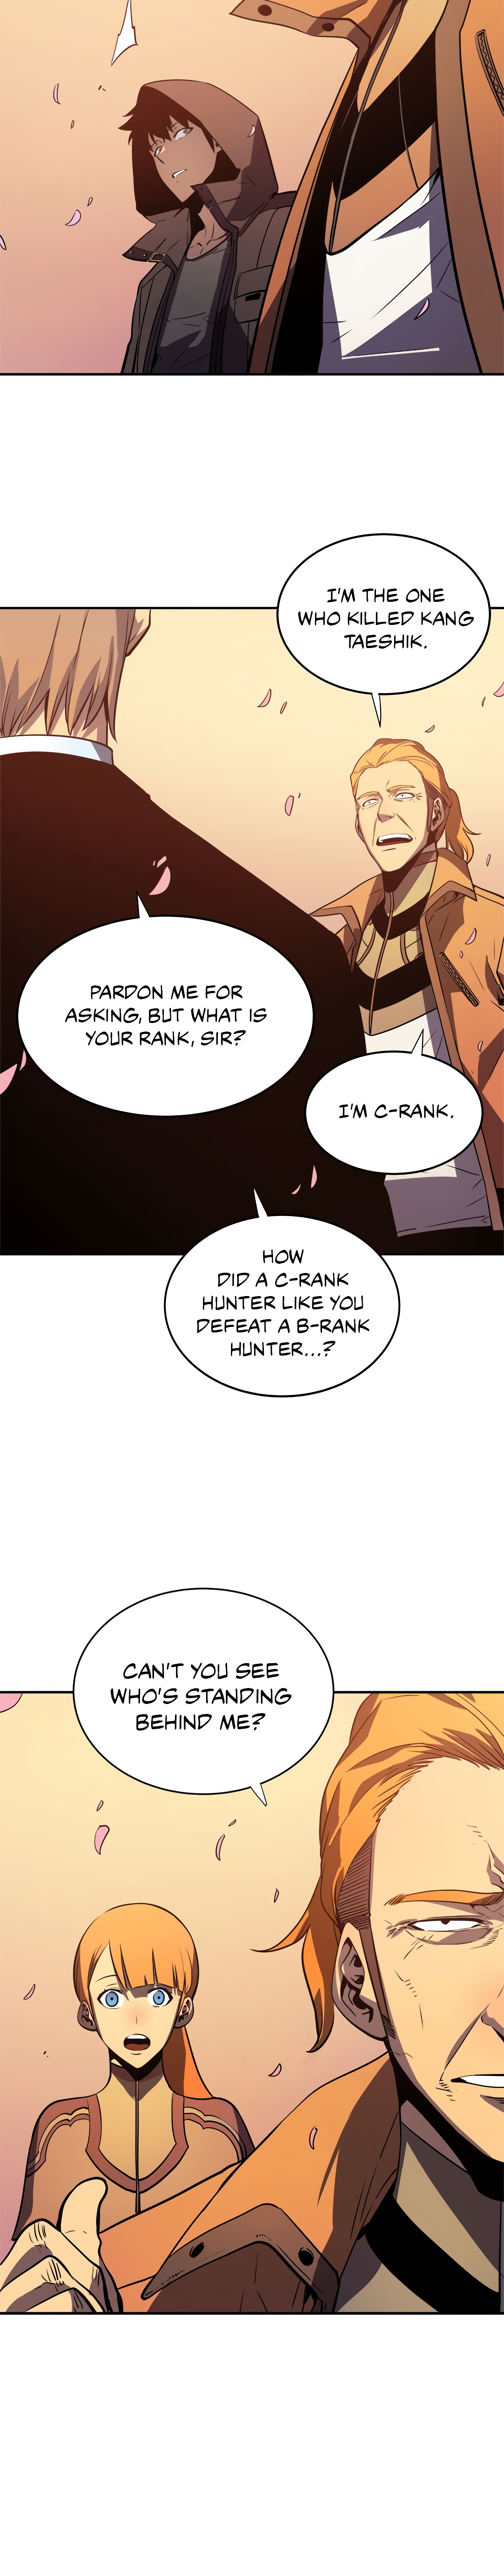 I'M THE ONE
WHO KILLED KANG
TAESHIK.
PARDON ME FOR
ASKING, BUT WHAT IS
YOUR RANK, SIR?
I'M C-RANK.
HOW
DID A C-RANK
HUNTER LIKE YOU
DEFEAT A B-RANK
HUNTER...?
CAN'T YOU SEE
WHO'S STANDING
BEHIND ME?